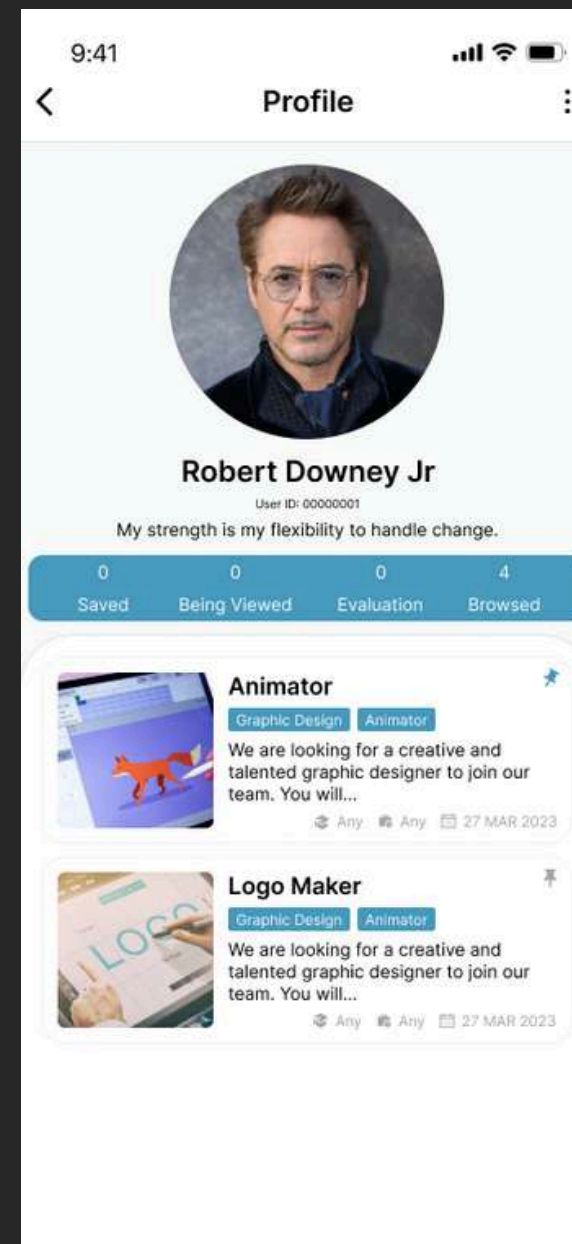 9:41
Profile
Robert Downey Jr
User ID: 00000001
My strength is my flexibility to handle change.
0 0 0 4
Saved Being Viewed Evaluation Browsed
Animator
Graphic Design Animator
We are looking for a creative and
talented graphic designer to join our
team. You will...
Any Any 27 MAR 2023
LOGO
Logo Maker
Graphic Design Animator
We are looking for a creative and
talented graphic designer to join our
team. You will...
Any Any 27 MAR 2023